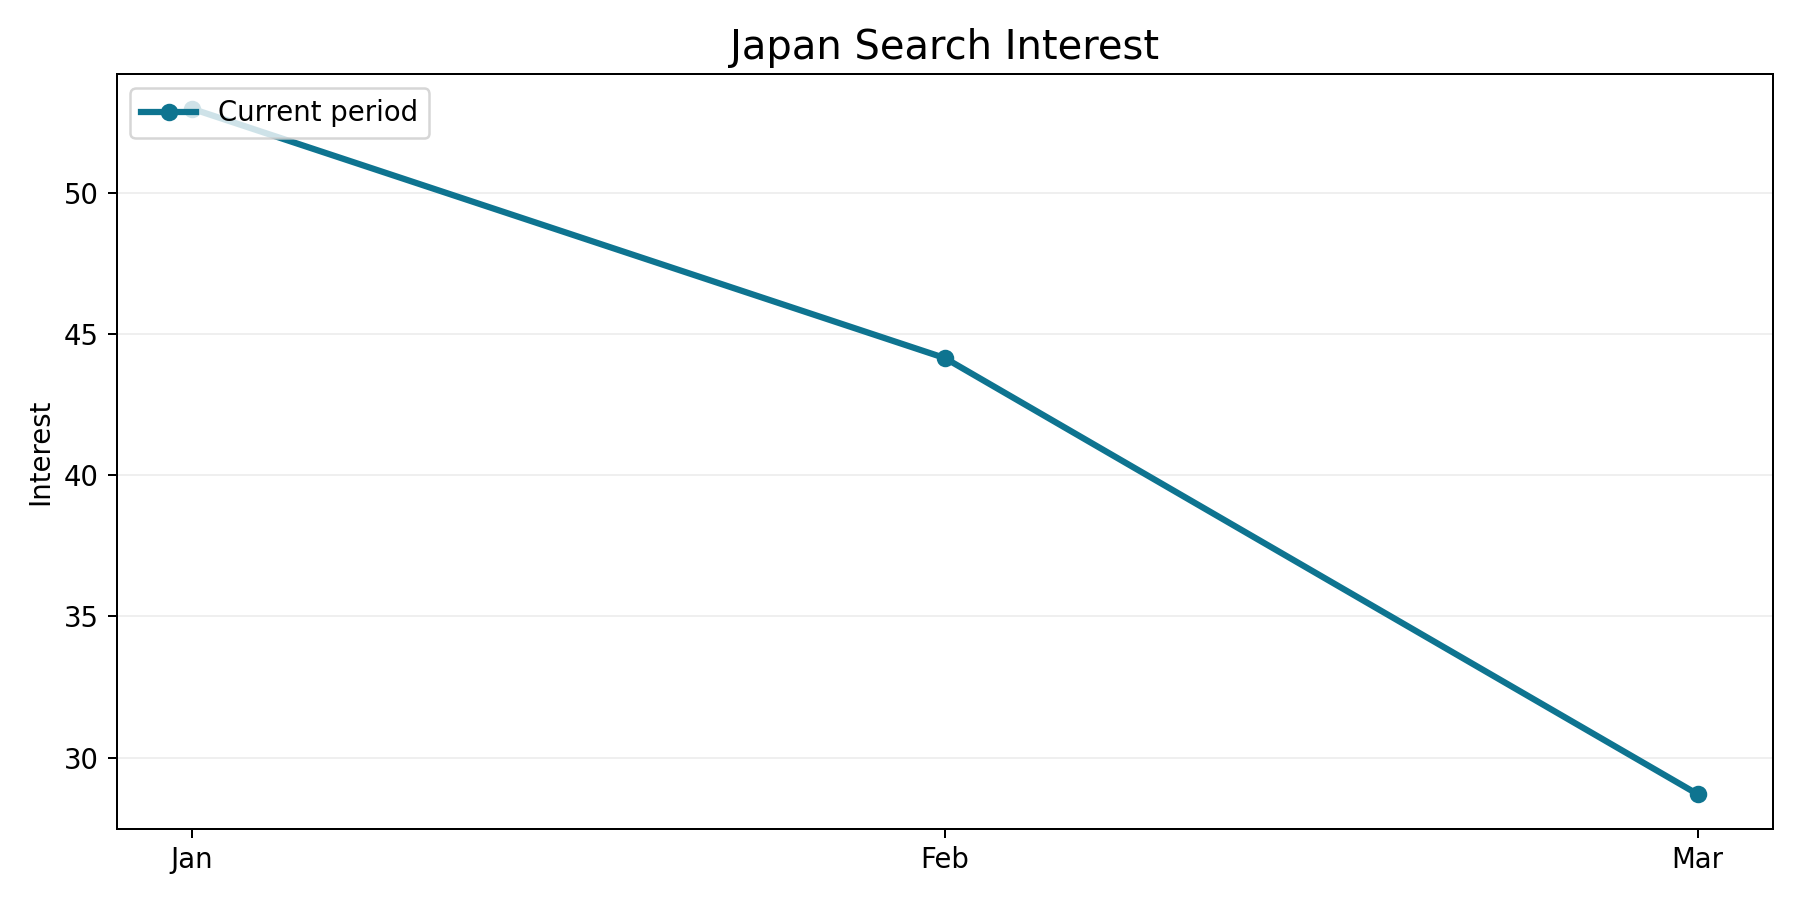 Japan Search Interest
Current period
Interest
50
45
40
35
30
Jan
Feb
Mar